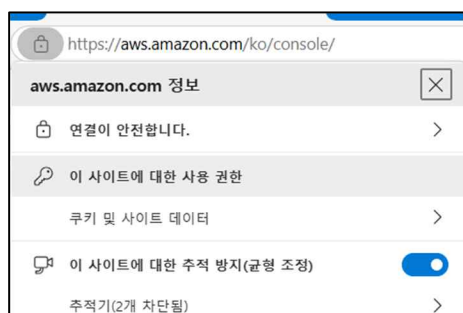 https://aws.amazon.com/ko/console/
aws.amazon.com 정보
연결이 안전합니다.
이 사이트에 대한 사용 권한
쿠키 및 사이트 데이터
이 사이트에 대한 추적 방지(균형 조정)
추적기(2개 차단됨)